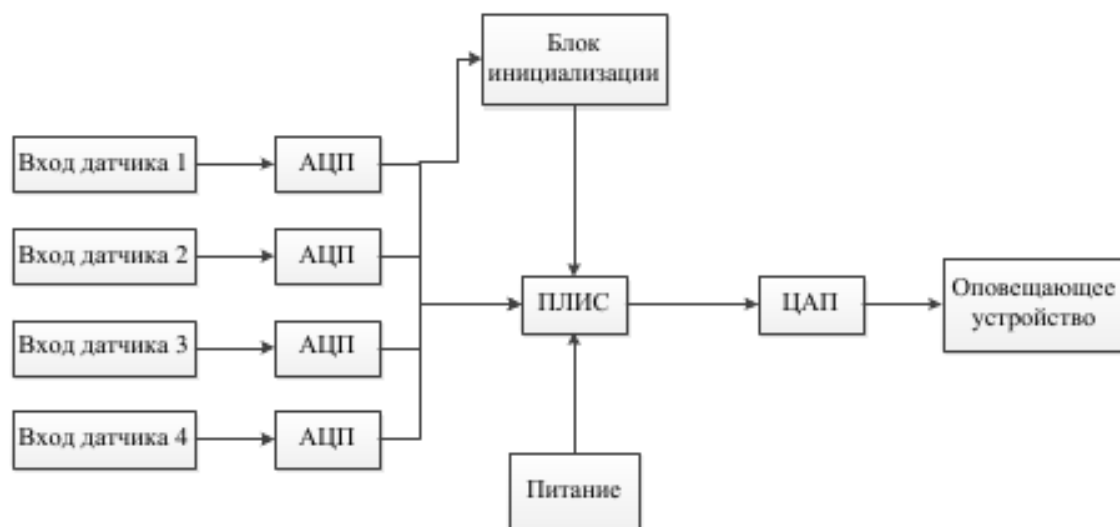 Блок
инициализации
Вход датчика 1
АЦП
Вход датчика 2
АЦП
Вход датчика 3
АЦП
Вход датчика 4
АЦП
ПЛИС
ЦАП
Оповещающее
устройство
Питание